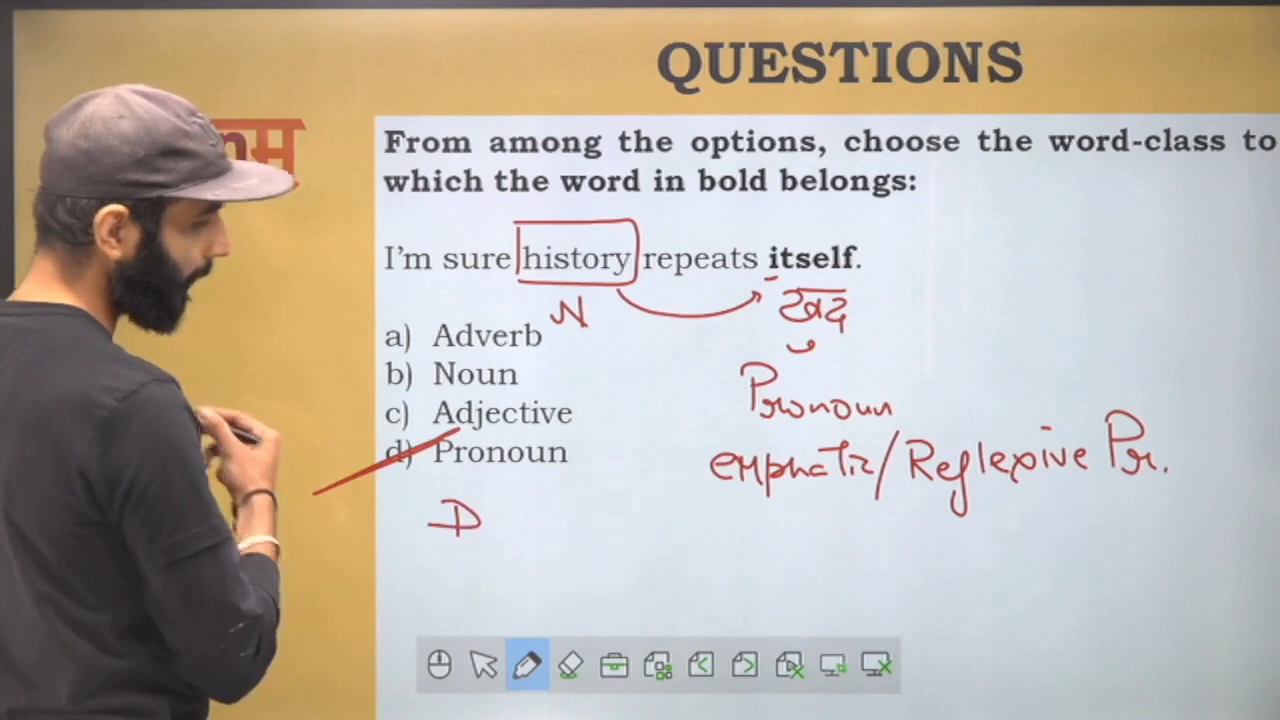 QUESTIONS
From among the options, choose the word-class to
which the word in bold belongs:
I'm sure history repeats itself.
N
खुद
a) Adverb
b) Noun
c) Adjective
d) Pronoun
Pronoun
emphatic/Reflexive Pr.
D